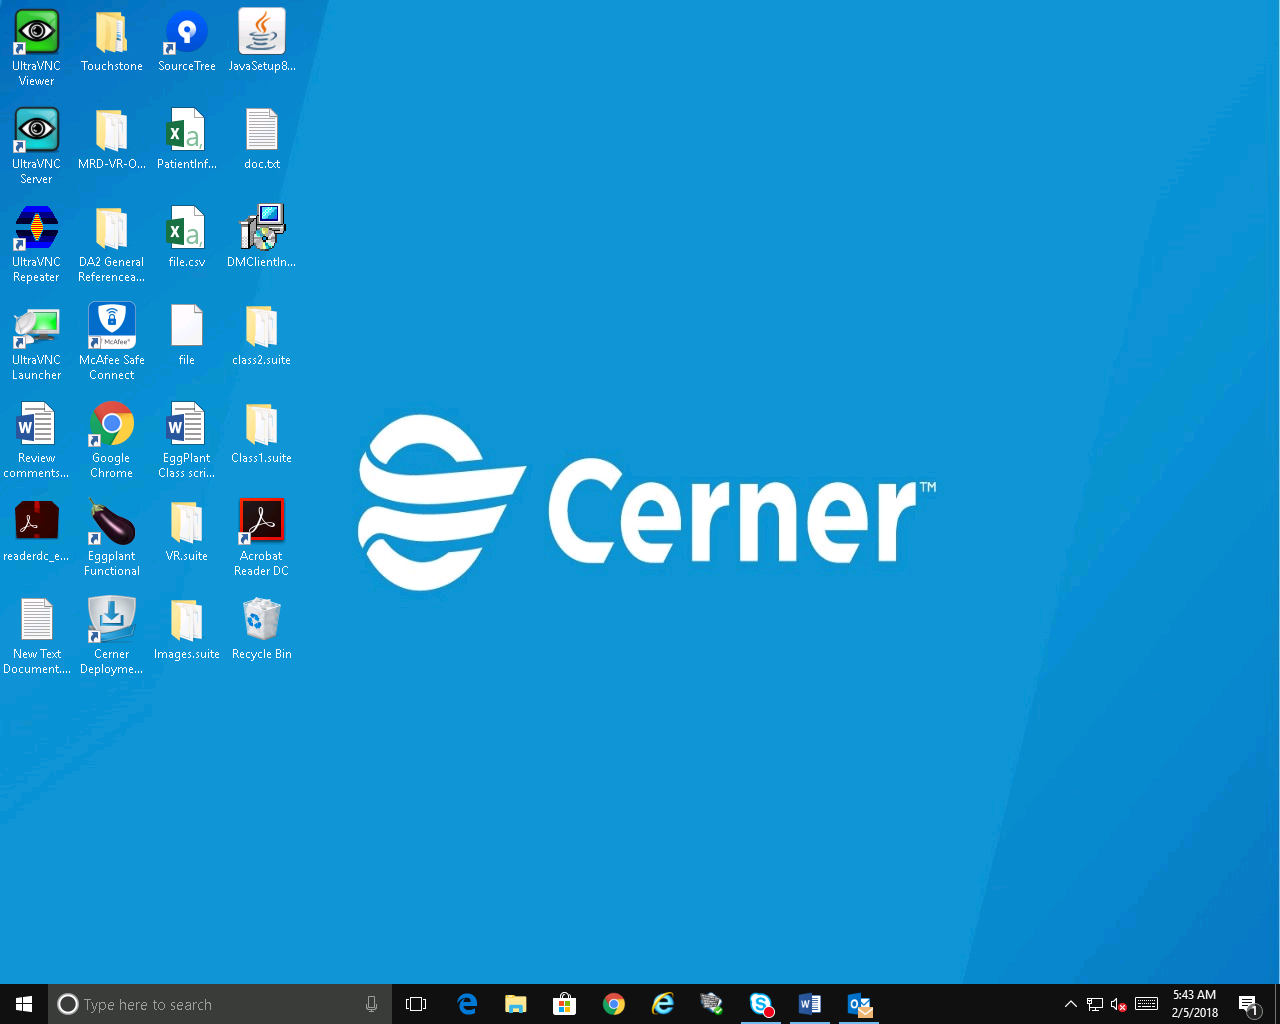 UltraVNC
Viewer
Touchstone
SourceTree
JavaSetup8...
UltraVNC
Server
MRD-VR-O...
PatientInf...
doc.txt
UltraVNC
Repeater
DA2 General
Referencea...
file.csv
DMClientIn...
UltraVNC
Launcher
McAfee
McAfee Safe
Connect
file
class2.suite
Review
comments...
Google
Chrome
EggPlant
Class scri...
Class1.suite
readerdc_e...
Eggplant
Functional
VR.suite
Acrobat
Reader DC
New Text
Document....
Cerner
Deployme...
Images.suite
Recycle Bin
Cerner™
Type here to search
5:43 AM
2/5/2018
1